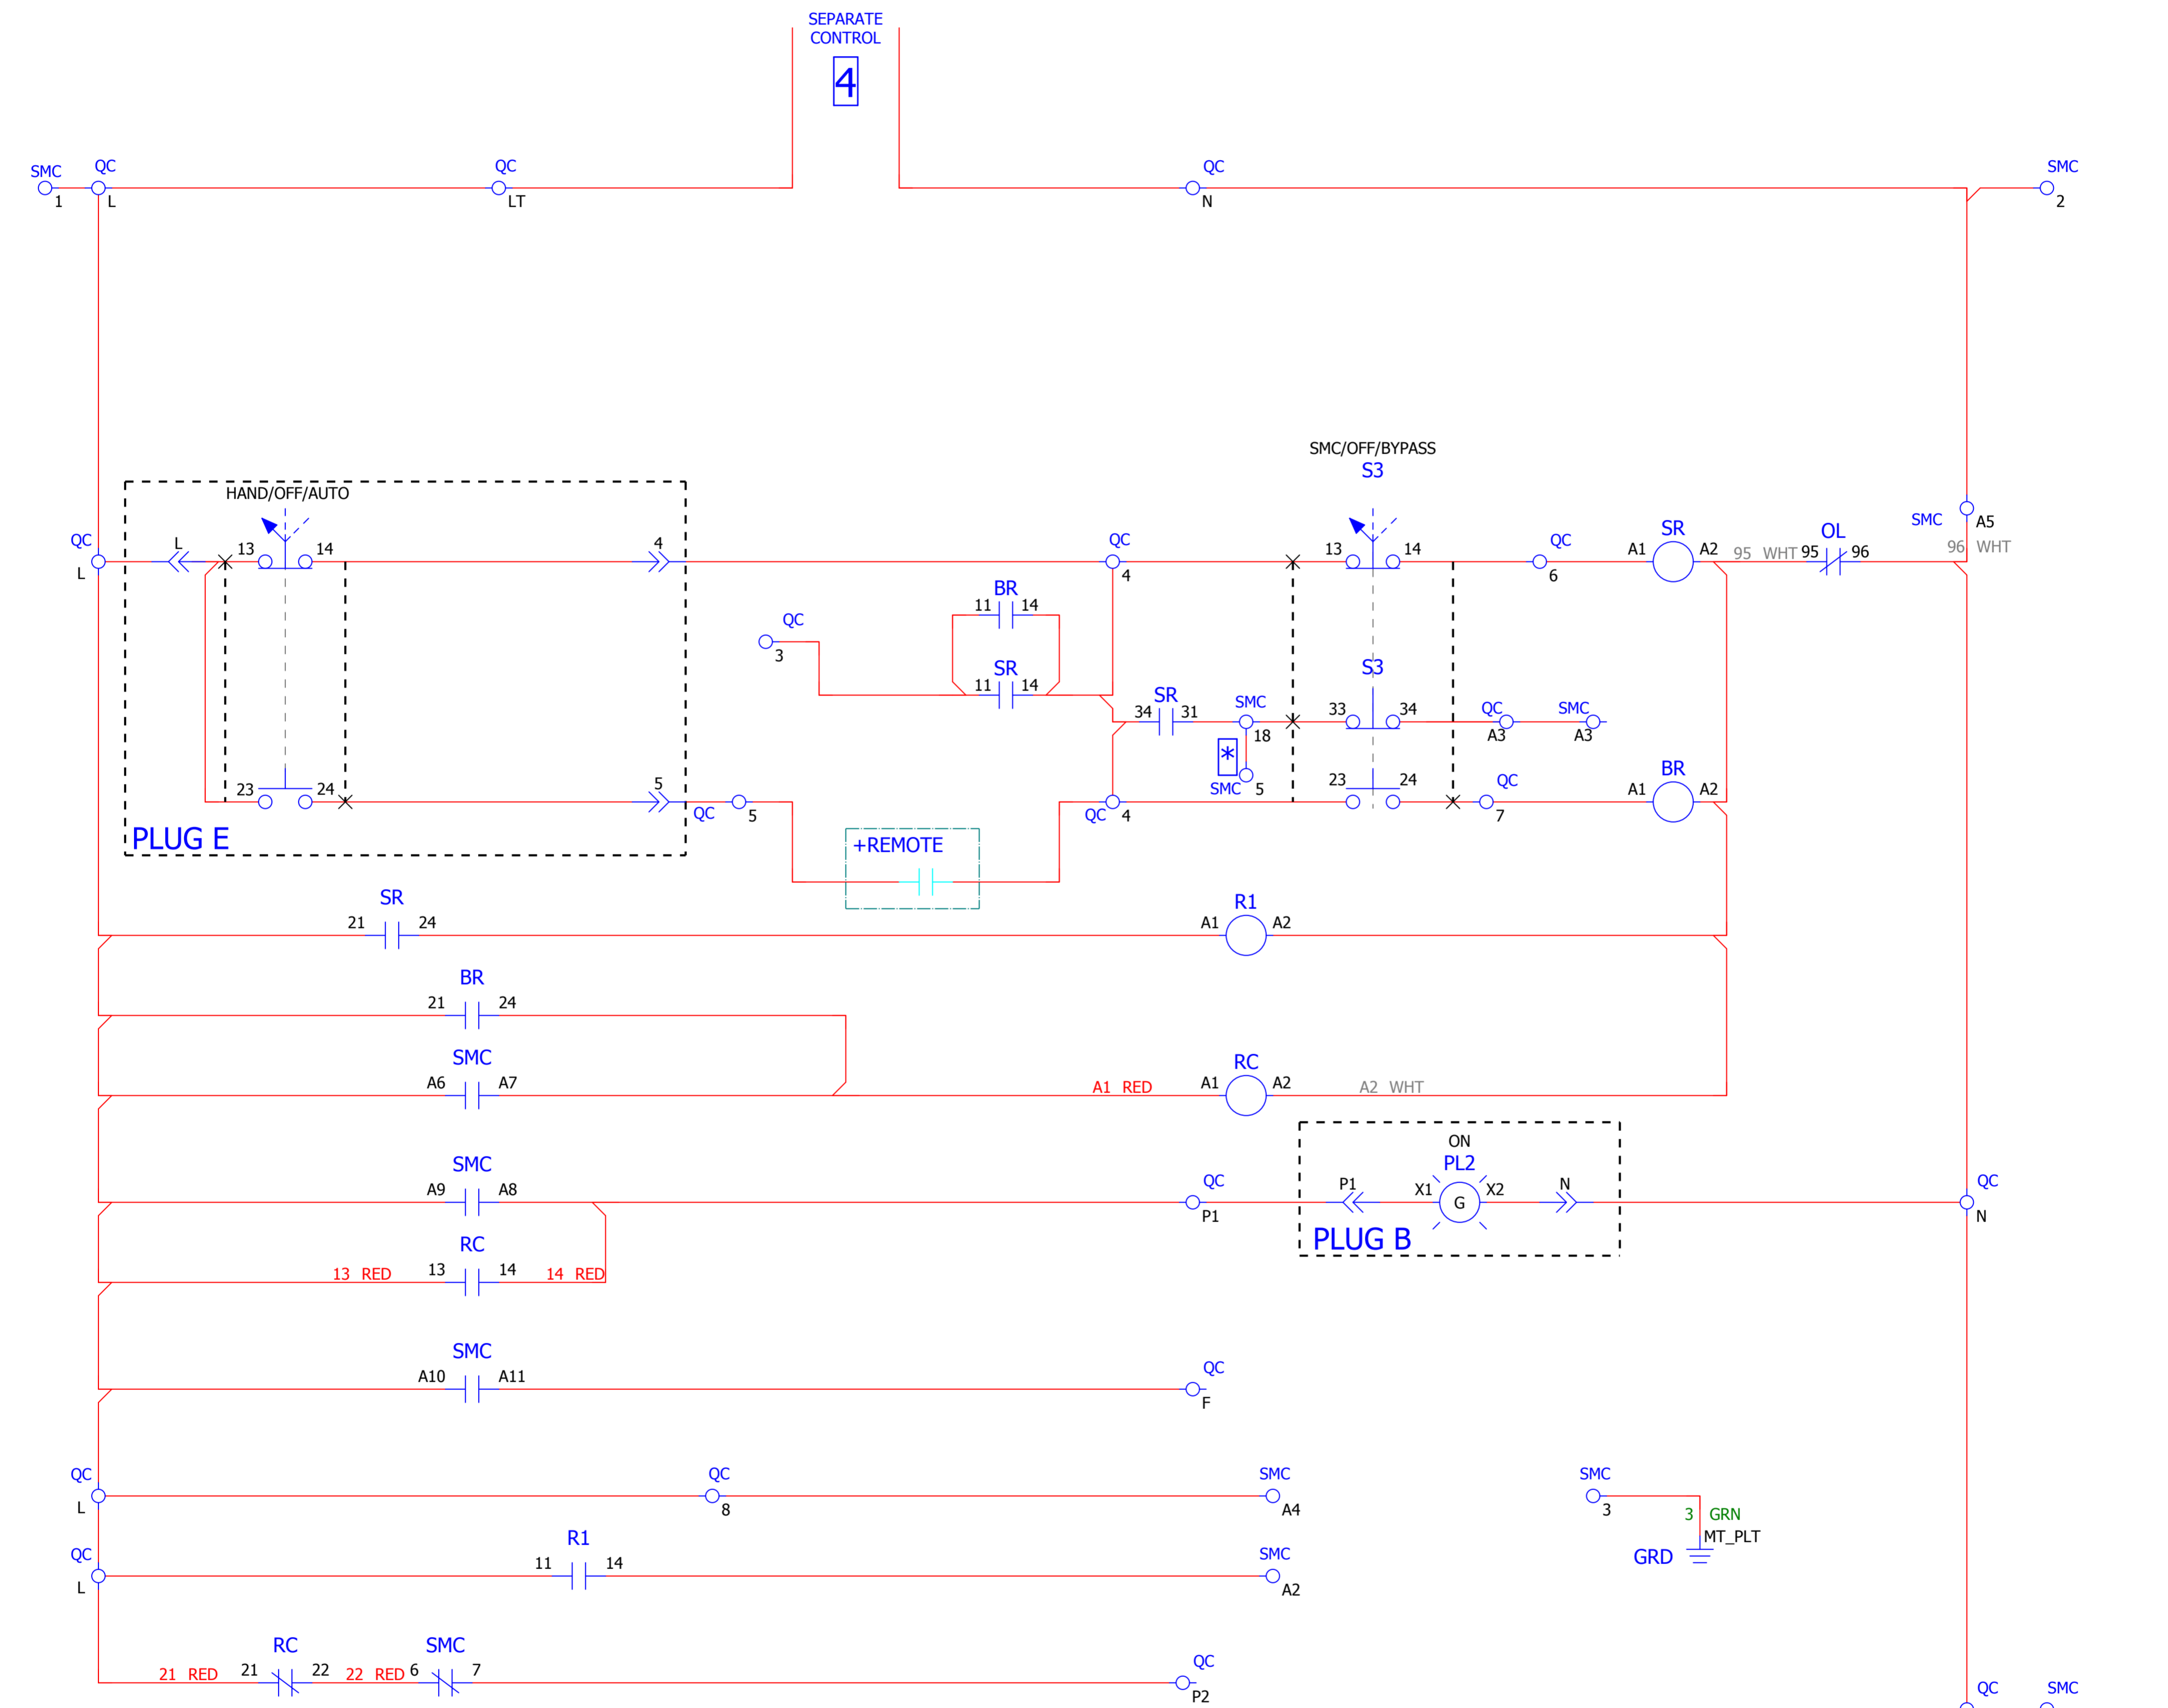 SEPARATE
CONTROL
4
SMC
1
QC
L
QC
LT
QC
N
SMC
2
SMC/OFF/BYPASS
S3
HAND/OFF/AUTO
QC
L
L
13
14
4
QC
4
13
14
QC
6
SR
A1
A2
95 WHT
OL
95
96
SMC
A5
96 WHT
BR
11
14
QC
3
SR
11
14
SR
34
31
SMC
18
*
SMC
5
S3
33
34
QC
A3
SMC
A3
23
24
5
QC
5
QC
4
23
24
QC
7
BR
A1
A2
PLUG E
+REMOTE
SR
21
24
R1
A1
A2
BR
21
24
SMC
A6
A7
A1 RED
RC
A1
A2
A2 WHT
SMC
A9
A8
QC
P1
P1
ON
PL2
X1
G
X2
N
PLUG B
QC
N
RC
13 RED
13
14
14 RED
SMC
A10
A11
QC
F
QC
L
QC
8
SMC
A4
SMC
3
3 GRN
MT_PLT
GRD
QC
L
R1
11
14
SMC
A2
RC
21 RED
21
22
22 RED
SMC
6
7
QC
P2
QC
SMC